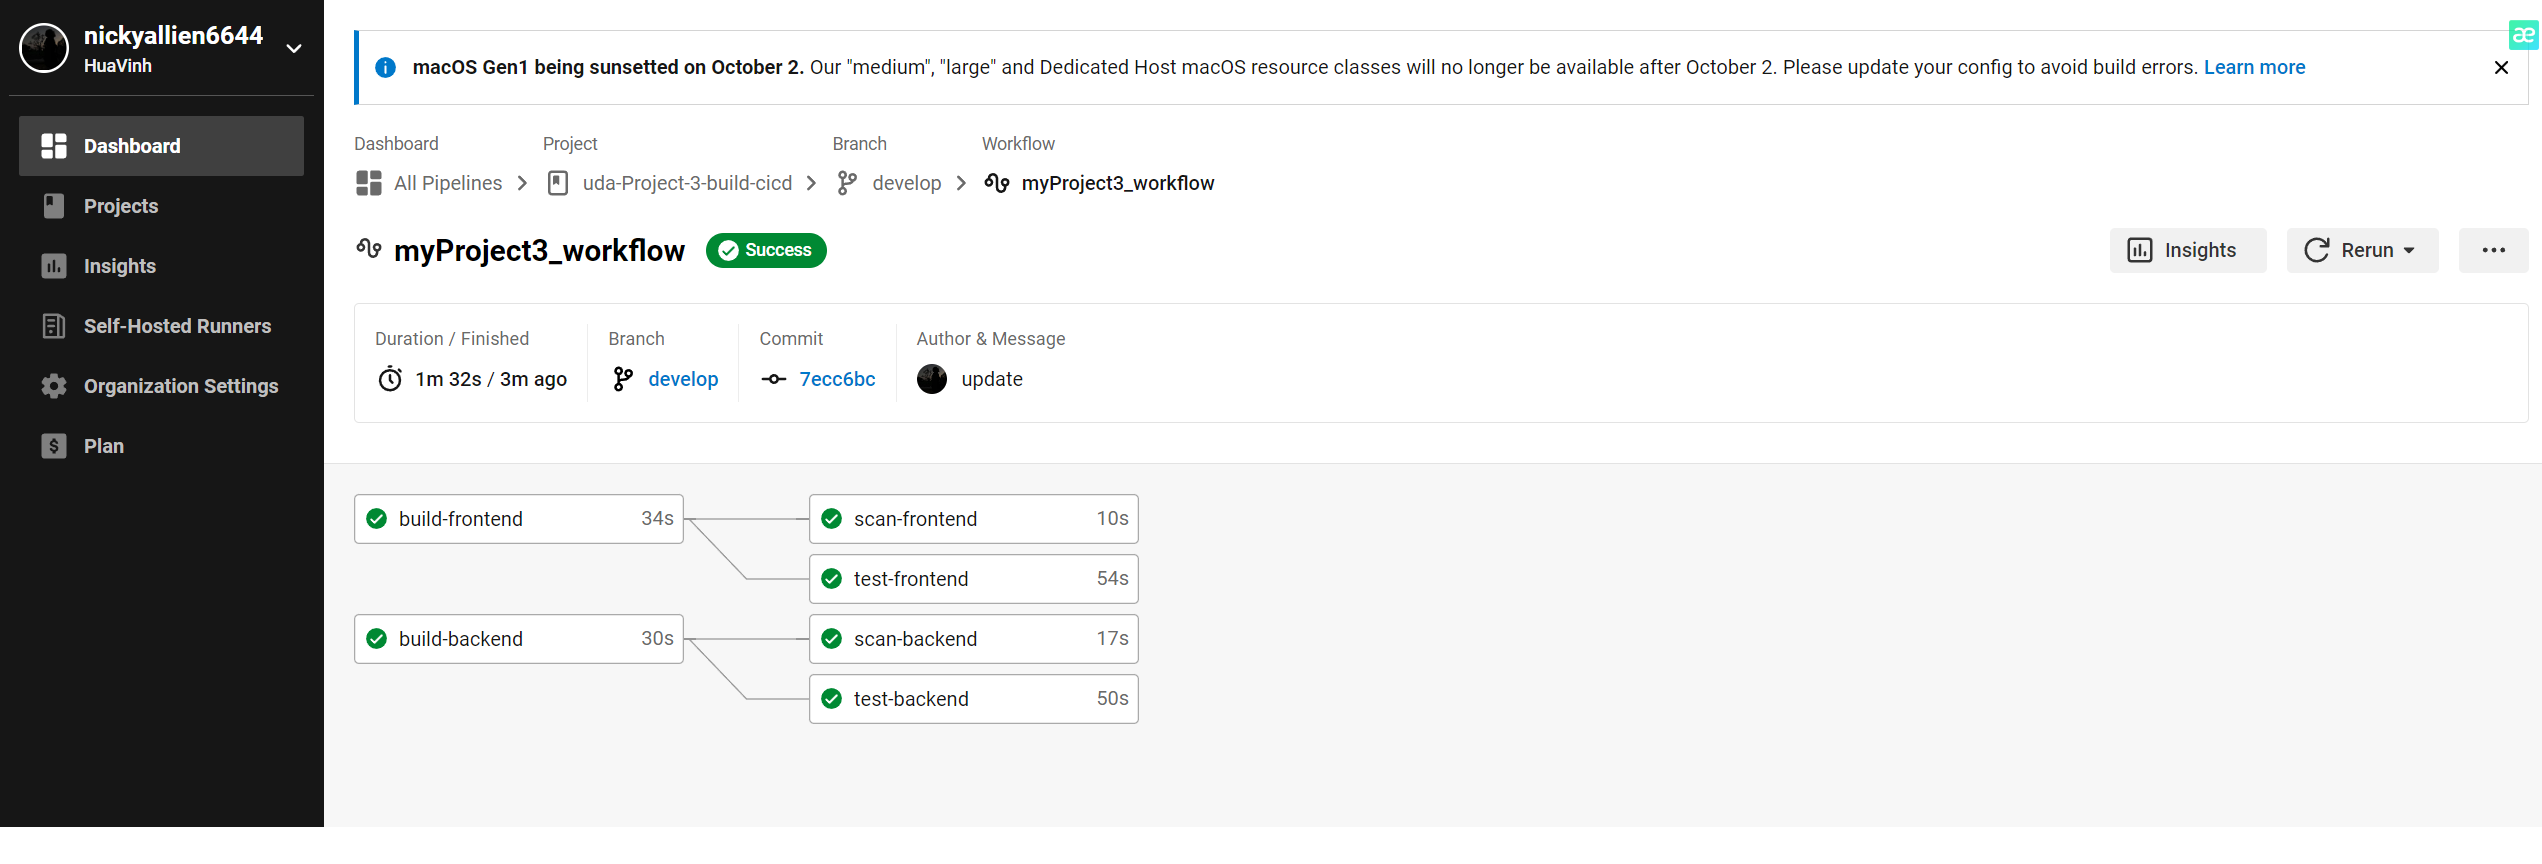 nickyallien6644
HuaVinh
Dashboard
Projects
Insights
Self-Hosted Runners
Organization Settings
Plan
æ
macOS Gen1 being sunsetted on October 2. Our "medium", "large" and Dedicated Host macOS resource classes will no longer be available after October 2. Please update your config to avoid build errors. Learn more
Dashboard Project Branch Workflow
All Pipelines uda-Project-3-build-cicd develop myProject3_workflow
myProject3_workflow Success Insights Rerun
Duration / Finished Branch Commit Author & Message
1m 32s / 3m ago develop 7ecc6bc update
build-frontend 34s scan-frontend 10s
test-frontend 54s
build-backend 30s scan-backend 17s
test-backend 50s